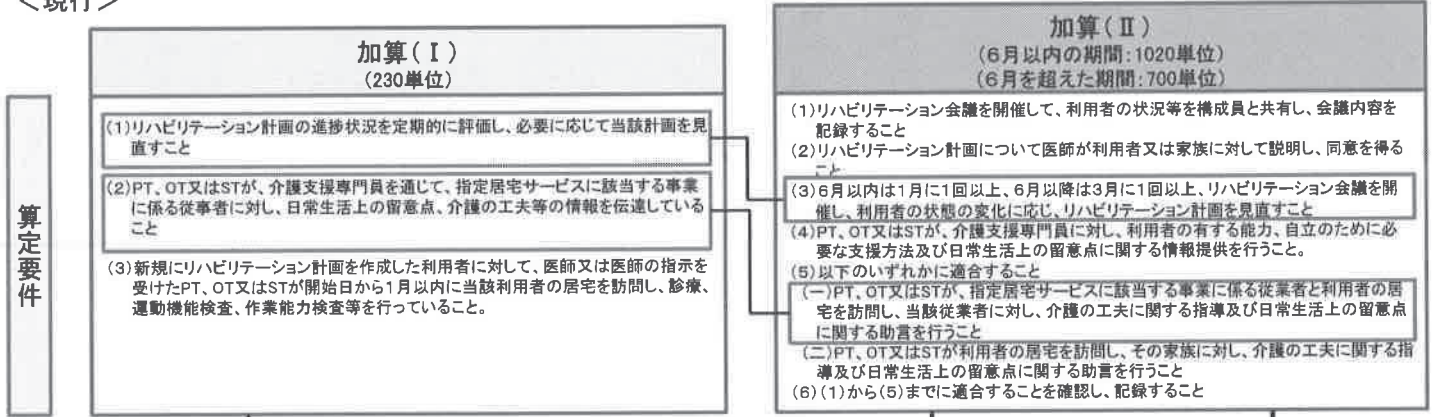 ＜現行＞
加算(Ⅰ)
(230単位)
算定要件
(1)リハビリテーション計画の進捗状況を定期的に評価し、必要に応じて当該計画を見
直すこと
(2)PT、OT又はSTが、介護支援専門員を通じて、指定居宅サービスに該当する事業
に係る従事者に対し、日常生活上の留意点、介護の工夫等の情報を伝達している
こと
(3)新規にリハビリテーション計画を作成した利用者に対して、医師又は医師の指示を
受けたPT、OT又はSTが開始日から1月以内に当該利用者の居宅を訪問し、診療、
運動機能検査、作業能力検査等を行っていること。
加算(Ⅱ)
(6月以内の期間:1020単位)
(6月を超えた期間:700単位)
(1)リハビリテーション会議を開催して、利用者の状況等を構成員と共有し、会議内容を
記録すること
(2)リハビリテーション計画について医師が利用者又は家族に対して説明し、同意を得る
こと
(3)6月以内は1月に1回以上、6月以降は3月に1回以上、リハビリテーション会議を開
催し、利用者の状態の変化に応じ、リハビリテーション計画を見直すこと
(4)PT、OT又はSTが、介護支援専門員に対し、利用者の有する能力、自立のために必
要な支援方法及び日常生活上の留意点に関する情報提供を行うこと。
(5)以下のいずれかに適合すること
(一)PT、OT又はSTが、指定居宅サービスに該当する事業に係る従業者と利用者の居
宅を訪問し、当該従業者に対し、介護の工夫に関する指導及び日常生活上の留意点
に関する助言を行うこと
(二)PT、OT又はSTが利用者の居宅を訪問し、その家族に対し、介護の工夫に関する指
導及び日常生活上の留意点に関する助言を行うこと
(6)(1)から(5)までに適合することを確認し、記録すること